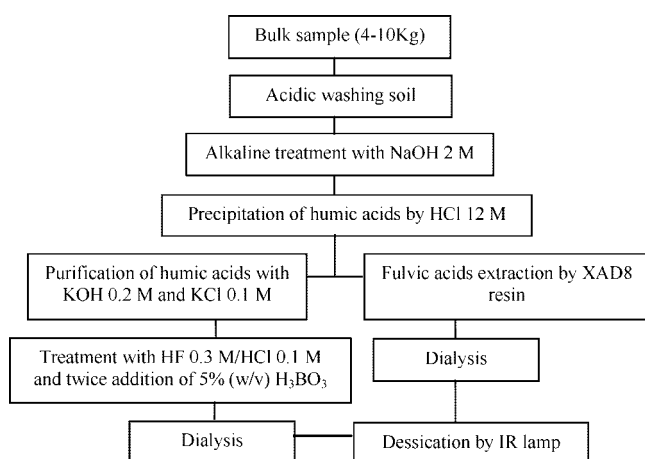 Bulk sample (4-10Kg)
Acidic washing soil
Alkaline treatment with NaOH 2 M
Precipitation of humic acids by HCl 12 M
Purification of humic acids with
KOH 0.2 M and KCl 0.1 M
Fulvic acids extraction by XAD8
resin
Treatment with HF 0.3 M/HCl 0.1 M
and twice addition of 5% (w/v) H₃BO₃
Dialysis
Dialysis
Dessication by IR lamp